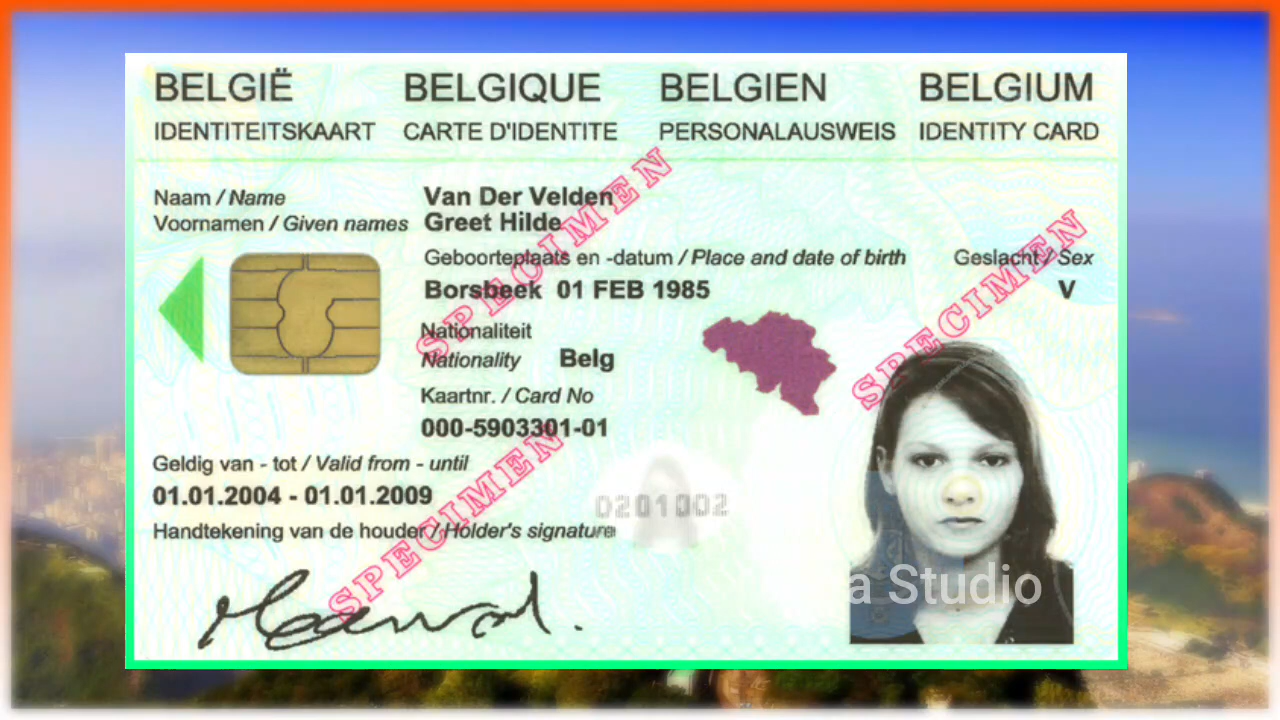 BELGIË BELGIQUE BELGIEN BELGIUM
IDENTITEITSKAART CARTE D'IDENTITE PERSONALAUSWEIS IDENTITY CARD
Naam / Name Van Der Velden
Voornamen / Given names Greet Hilde
Geboorteplaats en -datum / Place and date of birth Geslacht / Sex
Borsbeek 01 FEB 1985 V
Nationaliteit
Nationality Belg
Kaartnr. / Card No
000-5903301-01
Geldig van - tot / Valid from - until
01.01.2004 - 01.01.2009
0201002
Handtekening van de houder / Holder's signature
SPECIMEN
SPECIMEN
SPECIMEN
a Studio